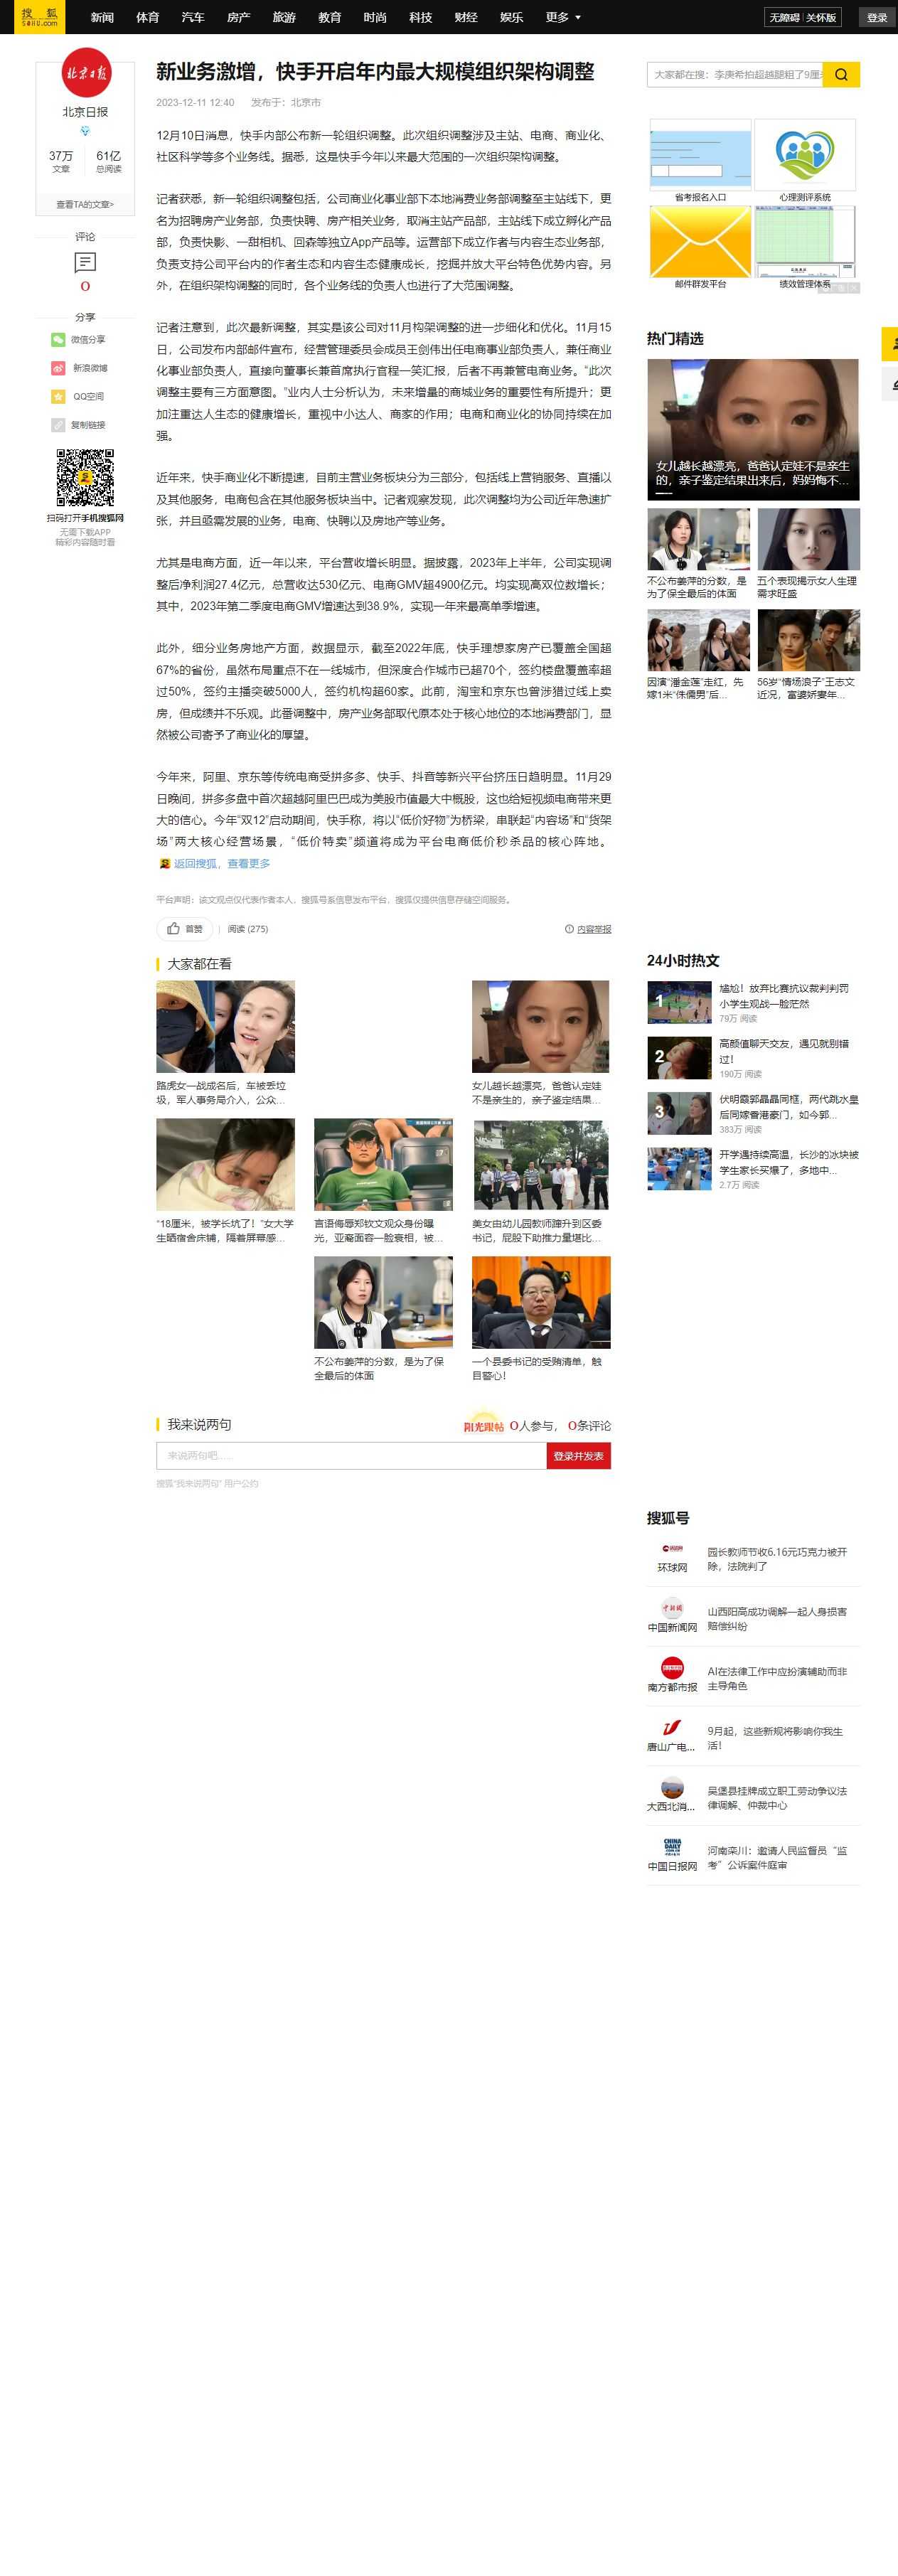 搜 狐
SOHU.com
新闻 体育 汽车 房产 旅游 教育 时尚 科技 财经 娱乐 更多
无障碍 关怀版
登录
北京日报
北京日报
37万 61亿
文章 总阅读
查看TA的文章>
评论
0
分享
微信分享
新浪微博
QQ空间
复制链接
扫码打开手机搜狐网
无需下载APP
精彩内容随时看
新业务激增，快手开启年内最大规模组织架构调整
2023-12-11 12:40 发布于：北京市
12月10日消息，快手内部公布新一轮组织调整。此次组织调整涉及主站、电商、商业化、
社区科学等多个业务线。据悉，这是快手今年以来最大范围的一次组织架构调整。
记者获悉，新一轮组织调整包括，公司商业化事业部下本地消费业务部调整至主站线下，更
名为招聘房产业务部，负责快聘、房产相关业务，取消主站产品部，主站线下成立孵化产品
部，负责快影、一甜相机、回森等独立App产品等。运营部下成立作者与内容生态业务部，
负责支持公司平台内的作者生态和内容生态健康成长，挖掘并放大平台特色优势内容。另
外，在组织架构调整的同时，各个业务线的负责人也进行了大范围调整。
记者注意到，此次最新调整，其实是该公司对11月构架调整的进一步细化和优化。11月15
日，公司发布内部邮件宣布，经营管理委员会成员王剑伟出任电商事业部负责人，兼任商业
化事业部负责人，直接向董事长兼首席执行官程一笑汇报，后者不再兼管电商业务。“此次
调整主要有三方面意图。”业内人士分析认为，未来增量的商城业务的重要性有所提升；更
加注重达人生态的健康增长，重视中小达人、商家的作用；电商和商业化的协同持续在加
强。
近年来，快手商业化不断提速，目前主营业务板块分为三部分，包括线上营销服务、直播以
及其他服务，电商包含在其他服务板块当中。记者观察发现，此次调整均为公司近年急速扩
张，并且亟需发展的业务，电商、快聘以及房地产等业务。
尤其是电商方面，近一年以来，平台营收增长明显。据披露，2023年上半年，公司实现调
整后净利润27.4亿元，总营收达530亿元、电商GMV超4900亿元。均实现高双位数增长；
其中，2023年第二季度电商GMV增速达到38.9%，实现一年来最高单季增速。
此外，细分业务房地产方面，数据显示，截至2022年底，快手理想家房产已覆盖全国超
67%的省份，虽然布局重点不在一线城市，但深度合作城市已超70个，签约楼盘覆盖率超
过50%，签约主播突破5000人，签约机构超60家。此前，淘宝和京东也曾涉猎过线上卖
房，但成绩并不乐观。此番调整中，房产业务部取代原本处于核心地位的本地消费部门，显
然被公司寄予了商业化的厚望。
今年来，阿里、京东等传统电商受拼多多、快手、抖音等新兴平台挤压日趋明显。11月29
日晚间，拼多多盘中首次超越阿里巴巴成为美股市值最大中概股，这也给短视频电商带来更
大的信心。今年“双12”启动期间，快手称，将以“低价好物”为桥梁，串联起“内容场”和“货架
场”两大核心经营场景，“低价特卖”频道将成为平台电商低价秒杀品的核心阵地。
返回搜狐，查看更多
平台声明：该文观点仅代表作者本人，搜狐号系信息发布平台，搜狐仅提供信息存储空间服务。
首赞 阅读 (275)
内容举报
大家都在看
路虎女一战成名后，车被丢垃
圾，军人事务局介入，公众...
女儿越长越漂亮，爸爸认定娃
不是亲生的，亲子鉴定结果...
“18厘米，被学长坑了！”女大学
生晒宿舍床铺，隔着屏幕感...
言语侮辱郑钦文观众身份曝
光，亚裔面容一脸衰相，被...
美女由幼儿园教师蹿升到区委
书记，屁股下助推力量堪比...
不公布姜萍的分数，是为了保
全最后的体面
一个县委书记的受贿清单，触
目惊心！
我来说两句
阳光跟帖 0人参与， 0条评论
来说两句吧......
登录并发表
搜狐“我来说两句” 用户公约
大家都在搜：李庚希拍超越腿粗了9厘米
省考报名入口
心理测评系统
邮件群发平台
绩效管理体系
热门精选
女儿越长越漂亮，爸爸认定娃不是亲生
的，亲子鉴定结果出来后，妈妈悔不...
不公布姜萍的分数，是
为了保全最后的体面
五个表现揭示女人生理
需求旺盛
因演“潘金莲”走红，先
嫁1米“侏儒男”后...
56岁“情场浪子”王志文
近况，富婆娇妻年...
24小时热文
1
尴尬！放弃比赛抗议裁判判罚
小学生观战一脸茫然
79万 阅读
2
高颜值聊天交友，遇见就别错
过！
190万 阅读
3
伏明霞郭晶晶同框，两代跳水皇
后同嫁香港豪门，如今郭...
383万 阅读
开学遇持续高温，长沙的冰块被
学生家长买爆了，多地中...
2.7万 阅读
搜狐号
环球网
园长教师节收6.16元巧克力被开
除，法院判了
中国新闻网
山西阳高成功调解一起人身损害
赔偿纠纷
南方都市报
AI在法律工作中应扮演辅助而非
主导角色
唐山广电...
9月起，这些新规将影响你我生
活！
大西北消...
吴堡县挂牌成立职工劳动争议法
律调解、仲裁中心
CHINA
DAILY
中国日报网
河南栾川：邀请人民监督员“监
考”公诉案件庭审